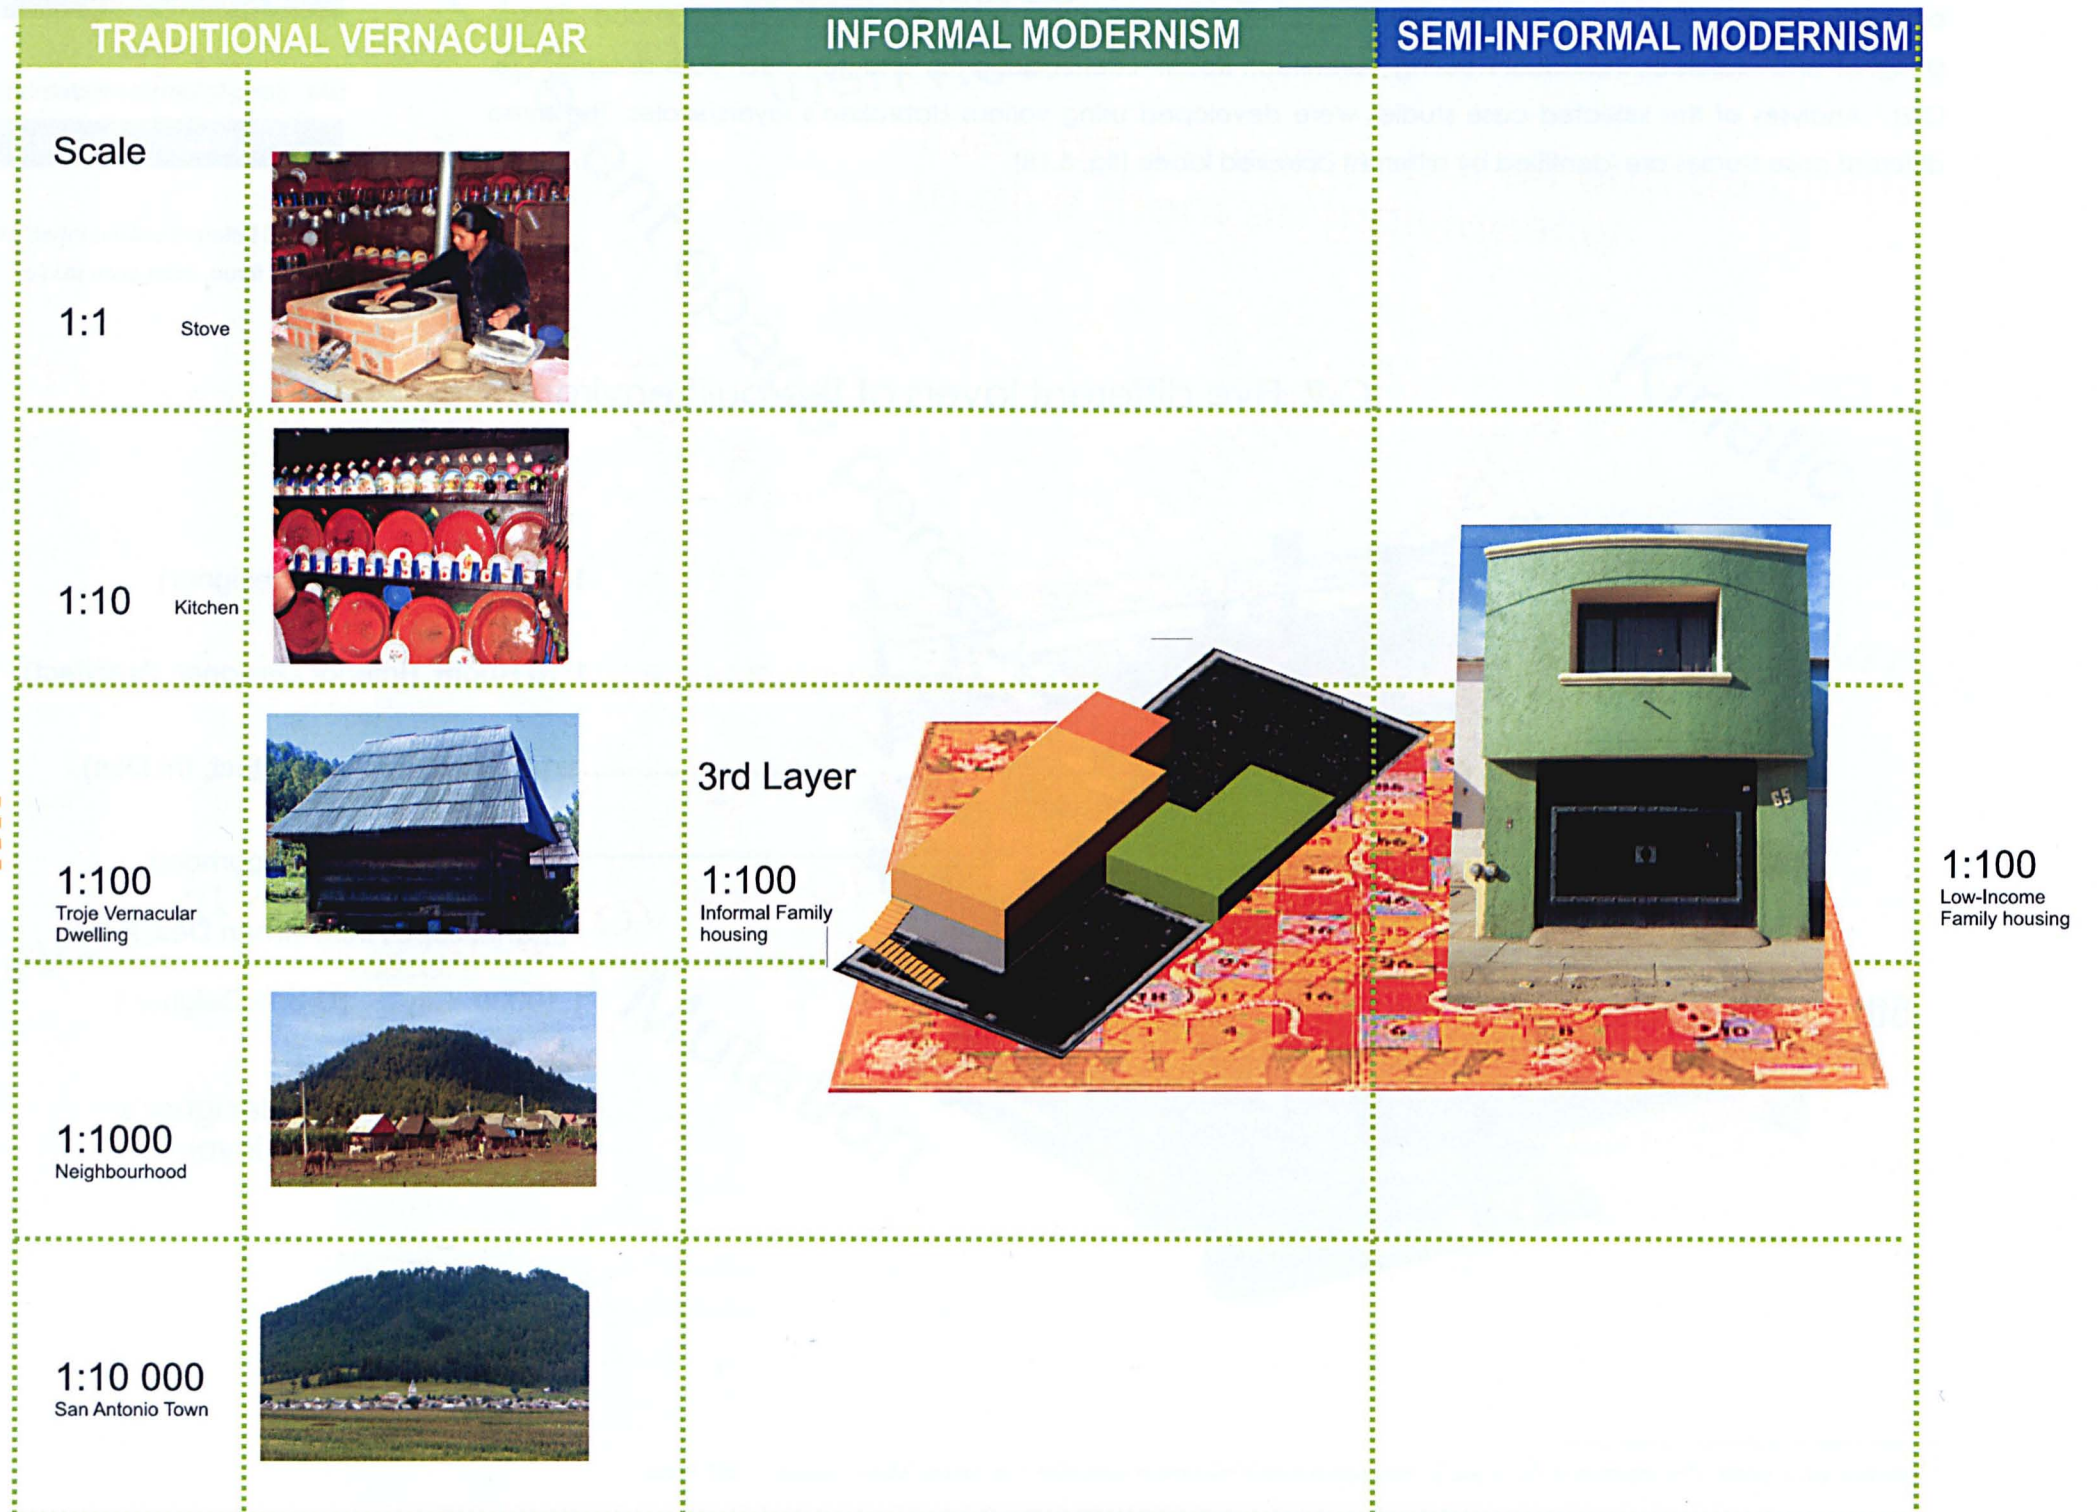 TRADITIONAL VERNACULAR
INFORMAL MODERNISM
SEMI-INFORMAL MODERNISM
Scale
1:1
Stove
1:10
Kitchen
1:100
Troje Vernacular
Dwelling
3rd Layer
1:100
Informal Family
housing
65
1:100
Low-Income
Family housing
1:1000
Neighbourhood
1:10 000
San Antonio Town